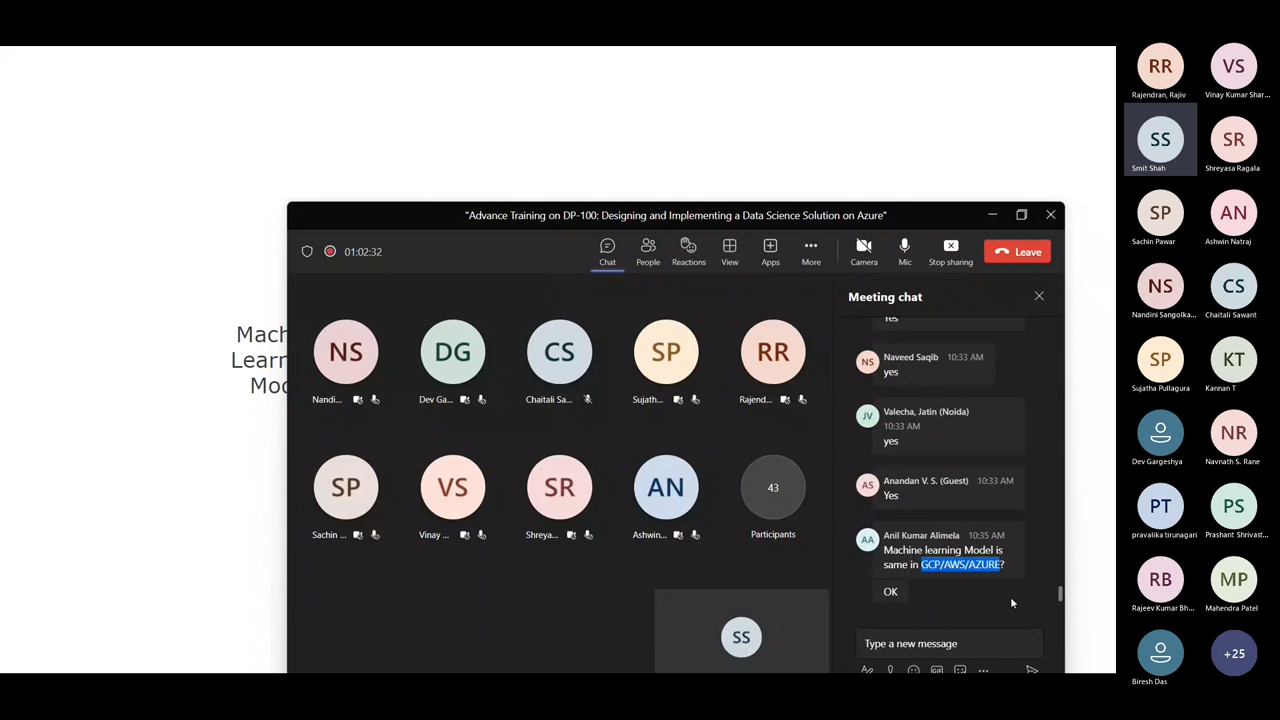 Mach
Learn
Moc
"Advance Training on DP-100: Designing and Implementing a Data Science Solution on Azure"
01:02:32
Chat
People
Reactions
View
Apps
More
Camera
Mic
Stop sharing
Leave
NS
DG
CS
SP
RR
Nandi...
Dev Ga...
Chaitali Sa...
Sujath...
Rajend...
SP
VS
SR
AN
43
Sachin ...
Vinay ...
Shreya...
Ashwin...
Participants
SS
Meeting chat
Yes
NS
Naveed Saqib 10:33 AM
yes
JV
Valecha, Jatin (Noida)
10:33 AM
yes
AS
Anandan V. S. (Guest) 10:33 AM
Yes
AA
Anil Kumar Alimela 10:35 AM
Machine learning Model is
same in GCP/AWS/AZURE?
OK
Type a new message
GIF
RR
VS
Rajendran, Rajiv
Vinay Kumar Shar...
SS
SR
Smit Shah
Shreyasa Ragala
SP
AN
Sachin Pawar
Ashwin Natraj
NS
CS
Nandini Sangolka...
Chaitali Sawant
SP
KT
Sujatha Pullagura
Kannan T
NR
Dev Gargeshya
Navnath S. Rane
PT
PS
pravalika tirunagari
Prashant Shrivast...
RB
MP
Rajeev Kumar Bh...
Mahendra Patel
+25
Biresh Das